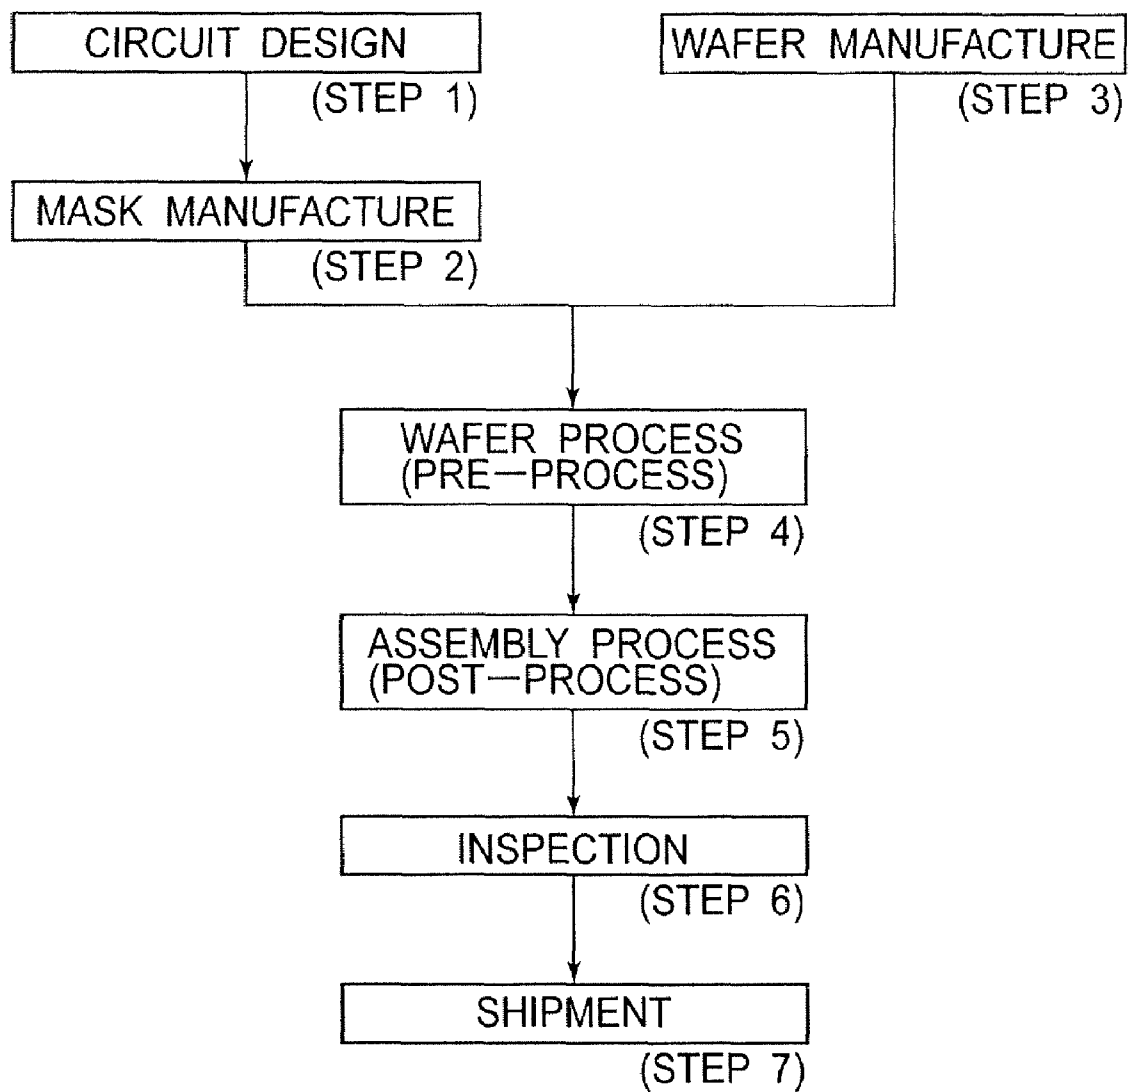 CIRCUIT DESIGN
(STEP 1)
WAFER MANUFACTURE
(STEP 3)
MASK MANUFACTURE
(STEP 2)
WAFER PROCESS
(PRE—PROCESS)
(STEP 4)
ASSEMBLY PROCESS
(POST—PROCESS)
(STEP 5)
INSPECTION
(STEP 6)
SHIPMENT
(STEP 7)